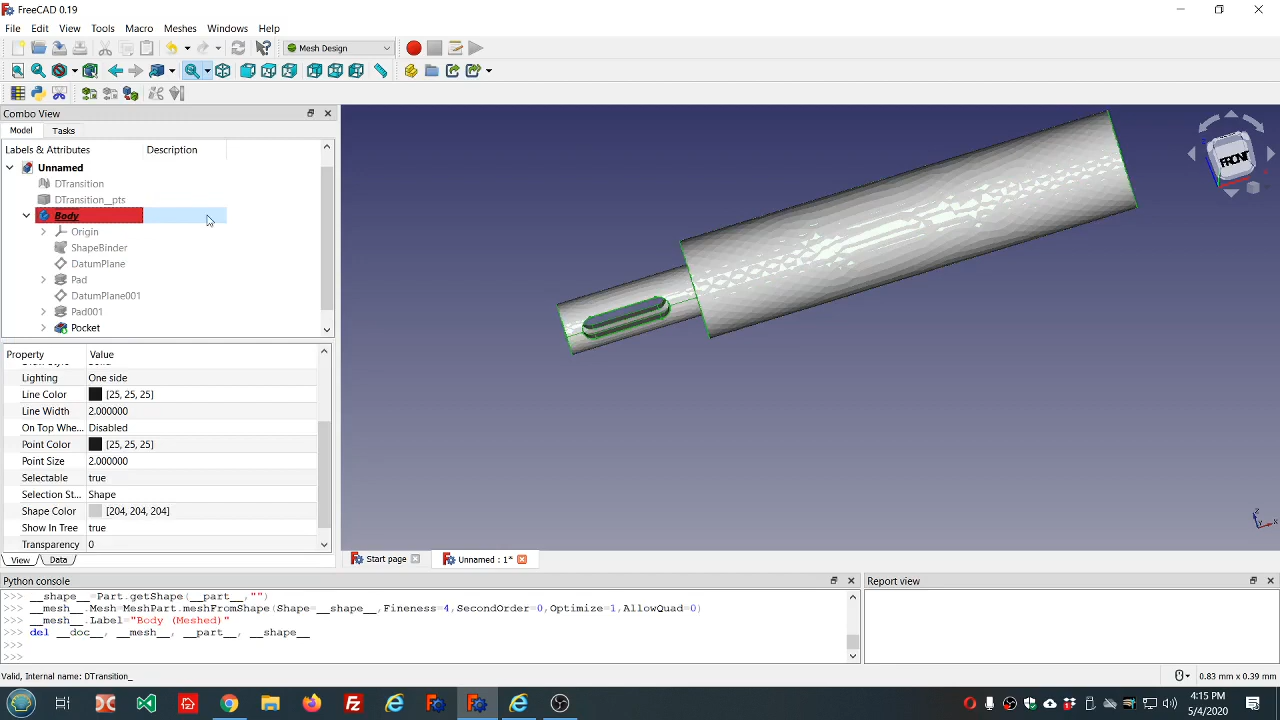 FreeCAD 0.19
File Edit View Tools Macro Meshes Windows Help
Mesh Design
Combo View
Model Tasks
Labels & Attributes Description
Unnamed
DTransition
DTransition__pts
Body
Origin
ShapeBinder
DatumPlane
Pad
DatumPlane001
Pad001
Pocket
Property Value
Lighting One side
Line Color [25, 25, 25]
Line Width 2.000000
On Top Whe... Disabled
Point Color [25, 25, 25]
Point Size 2.000000
Selectable true
Selection St... Shape
Shape Color [204, 204, 204]
Show In Tree true
Transparency 0
View Data
FRONT
Start page Unnamed : 1*
Python console
>>> __shape__=Part.getShape(__part__,"")
>>> __mesh__.Mesh=MeshPart.meshFromShape(Shape=__shape__,Fineness=4,SecondOrder=0,Optimize=1,AllowQuad=0)
>>> __mesh__.Label="Body (Meshed)"
>>> del __doc__, __mesh__, __part__, __shape__
>>>
>>>
Report view
Valid, Internal name: DTransition_
0.83 mm x 0.39 mm
4:15 PM
5/4/2020